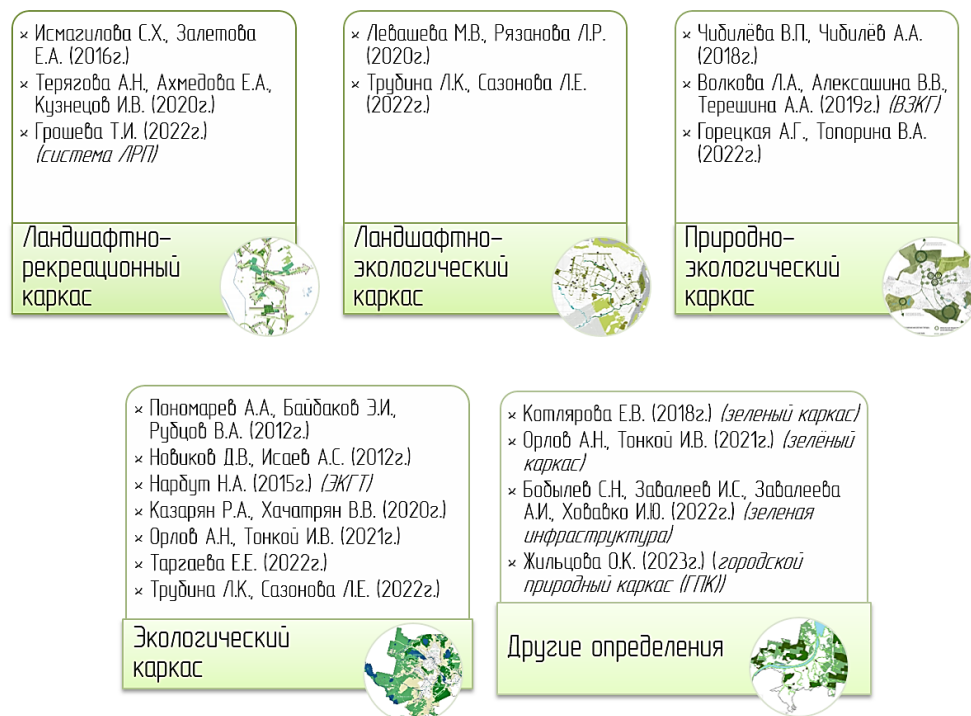 × Исмагилова С.Х., Залетова
Е.А. (2016г.)
× Терягова А.Н., Ахмедова Е.А.,
Кузнецов И.В. (2020г.)
× Грошева Т.И. (2022г.)
(система ЛРП)
Ландшафтно-
рекреационный
каркас
× Левашева М.В., Рязанова Л.Р.
(2020г.)
× Трубина Л.К., Сазонова Л.Е.
(2022г.)
Ландшафтно-
экологический
каркас
× Чибилёва В.П., Чибилёв А.А.
(2018г.)
× Волкова Л.А., Алексашина В.В.,
Терешина А.А. (2019г.) (ВЗКГ)
× Горецкая А.Г., Топорина В.А.
(2022г.)
Природно-
экологический
каркас
× Пономарев А.А., Байбаков Э.И.,
Рубцов В.А. (2012г.)
× Новиков Д.В., Исаев А.С. (2012г.)
× Нарбут Н.А. (2015г.) (ЭКГТ)
× Казарян Р.А., Хачатрян В.В. (2020г.)
× Орлов А.Н., Тонкой И.В. (2021г.)
× Таргаева Е.Е. (2022г.)
× Трубина Л.К., Сазонова Л.Е. (2022г.)
Экологический
каркас
× Котлярова Е.В. (2018г.) (зеленый каркас)
× Орлов А.Н., Тонкой И.В. (2021г.) (зелёный
каркас)
× Бобылев С.Н., Завалеев И.С., Завалеева
А.И., Ховавко И.Ю. (2022г.) (зеленая
инфраструктура)
× Жильцова О.К. (2023г.) (городской
природный каркас (ГПК))
Другие определения